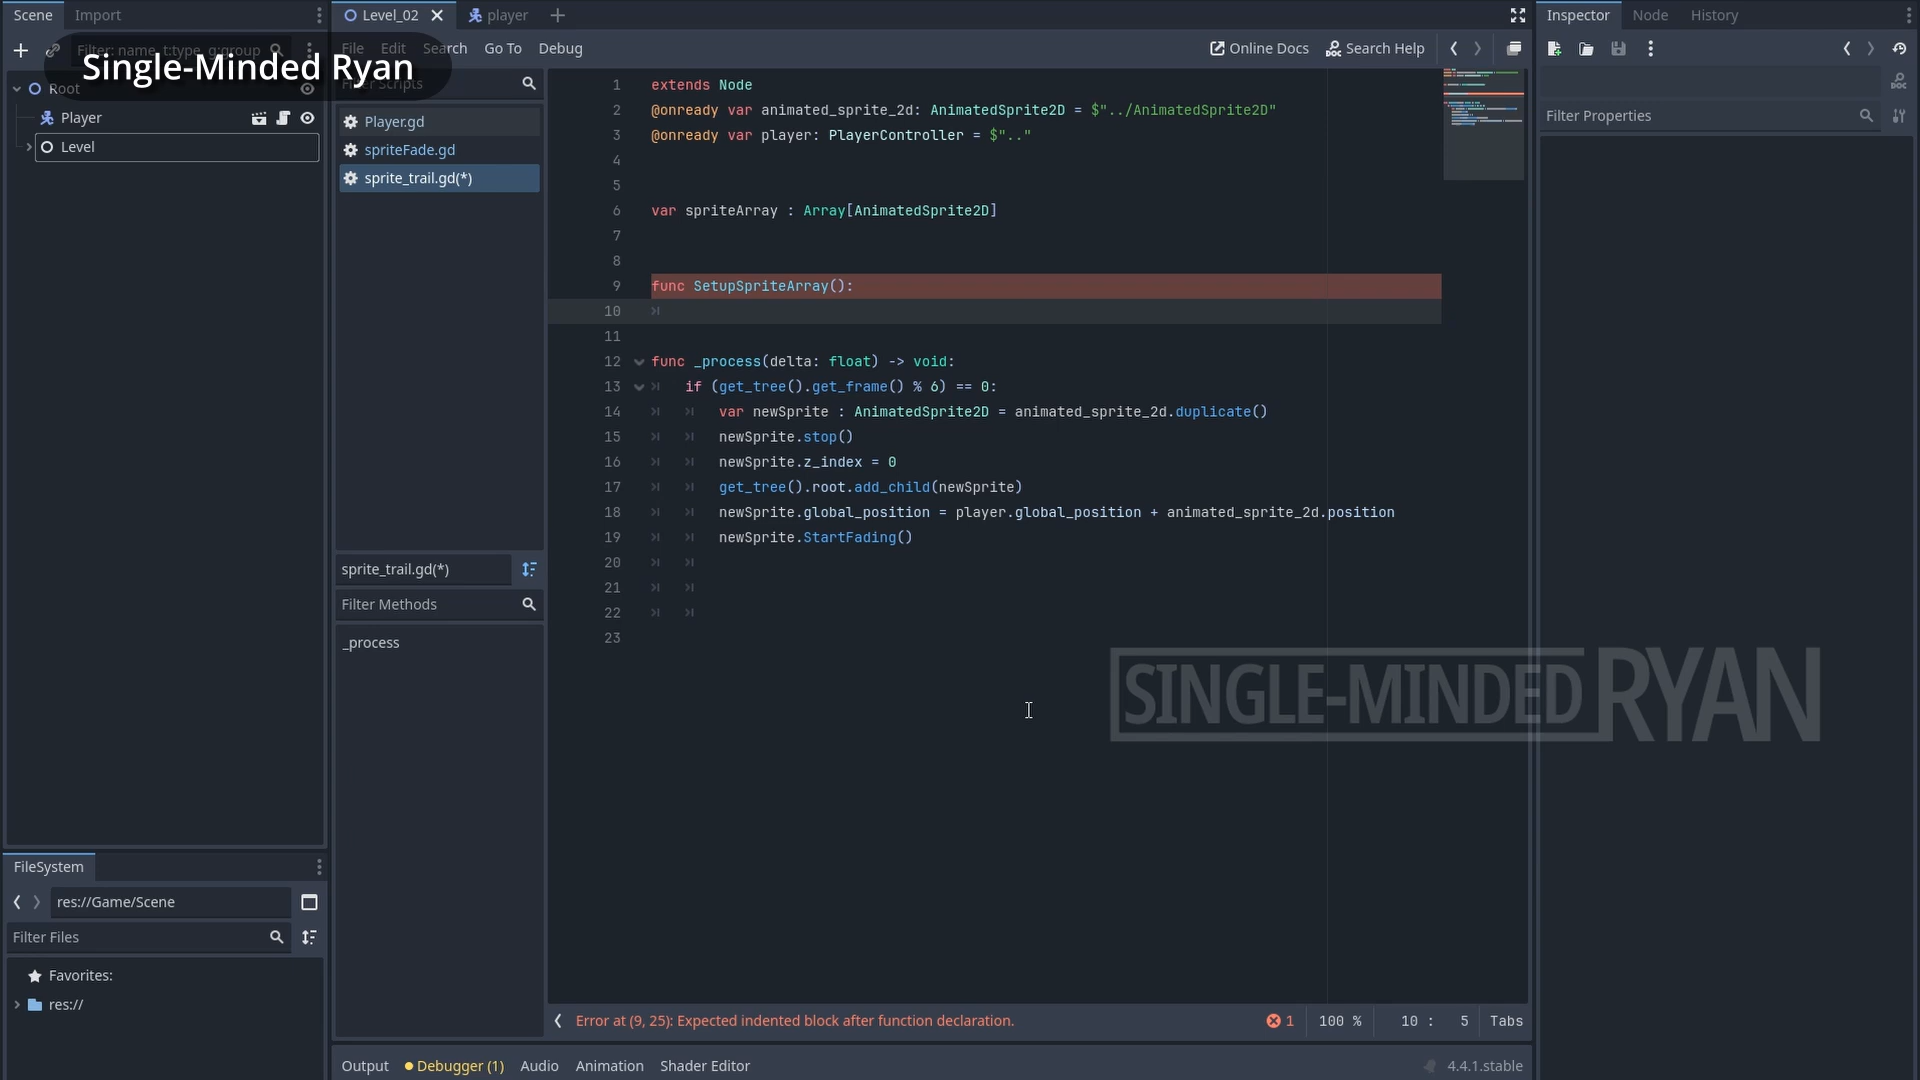 Scene Import
Level_02 player
Inspector Node History
Filter: name, t:type, g:group
Single-Minded Ryan
File Edit Search Go To Debug
Online Docs Search Help
Root
Player
Level
Filter Scripts
Player.gd
spriteFade.gd
sprite_trail.gd(*)
sprite_trail.gd(*)
Filter Methods
_process
1 extends Node
2 @onready var animated_sprite_2d: AnimatedSprite2D = $"../AnimatedSprite2D"
3 @onready var player: PlayerController = $".."
4
5
6 var spriteArray : Array[AnimatedSprite2D]
7
8
9 func SetupSpriteArray():
10
11
12 func _process(delta: float) -> void:
13 if (get_tree().get_frame() % 6) == 0:
14 var newSprite : AnimatedSprite2D = animated_sprite_2d.duplicate()
15 newSprite.stop()
16 newSprite.z_index = 0
17 get_tree().root.add_child(newSprite)
18 newSprite.global_position = player.global_position + animated_sprite_2d.position
19 newSprite.StartFading()
20
21
22
23
SINGLE-MINDED RYAN
Filter Properties
FileSystem
res://Game/Scene
Filter Files
Favorites:
res://
Error at (9, 25): Expected indented block after function declaration.
1 100 % 10 : 5 Tabs
Output Debugger (1) Audio Animation Shader Editor
4.4.1.stable